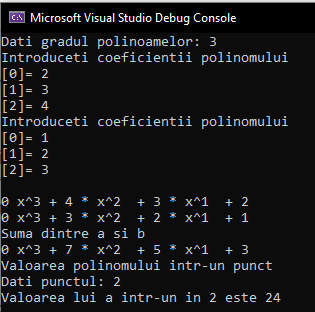 Microsoft Visual Studio Debug Console
Dati gradul polinoamelor: 3
Introduceti coeficientii polinomului
[0]= 2
[1]= 3
[2]= 4
Introduceti coeficientii polinomului
[0]= 1
[1]= 2
[2]= 3
0 x^3 + 4 * x^2  + 3 * x^1  + 2
0 x^3 + 3 * x^2  + 2 * x^1  + 1
Suma dintre a si b
0 x^3 + 7 * x^2  + 5 * x^1  + 3
Valoarea polinomului intr-un punct
Dati punctul: 2
Valoarea lui a intr-un in 2 este 24